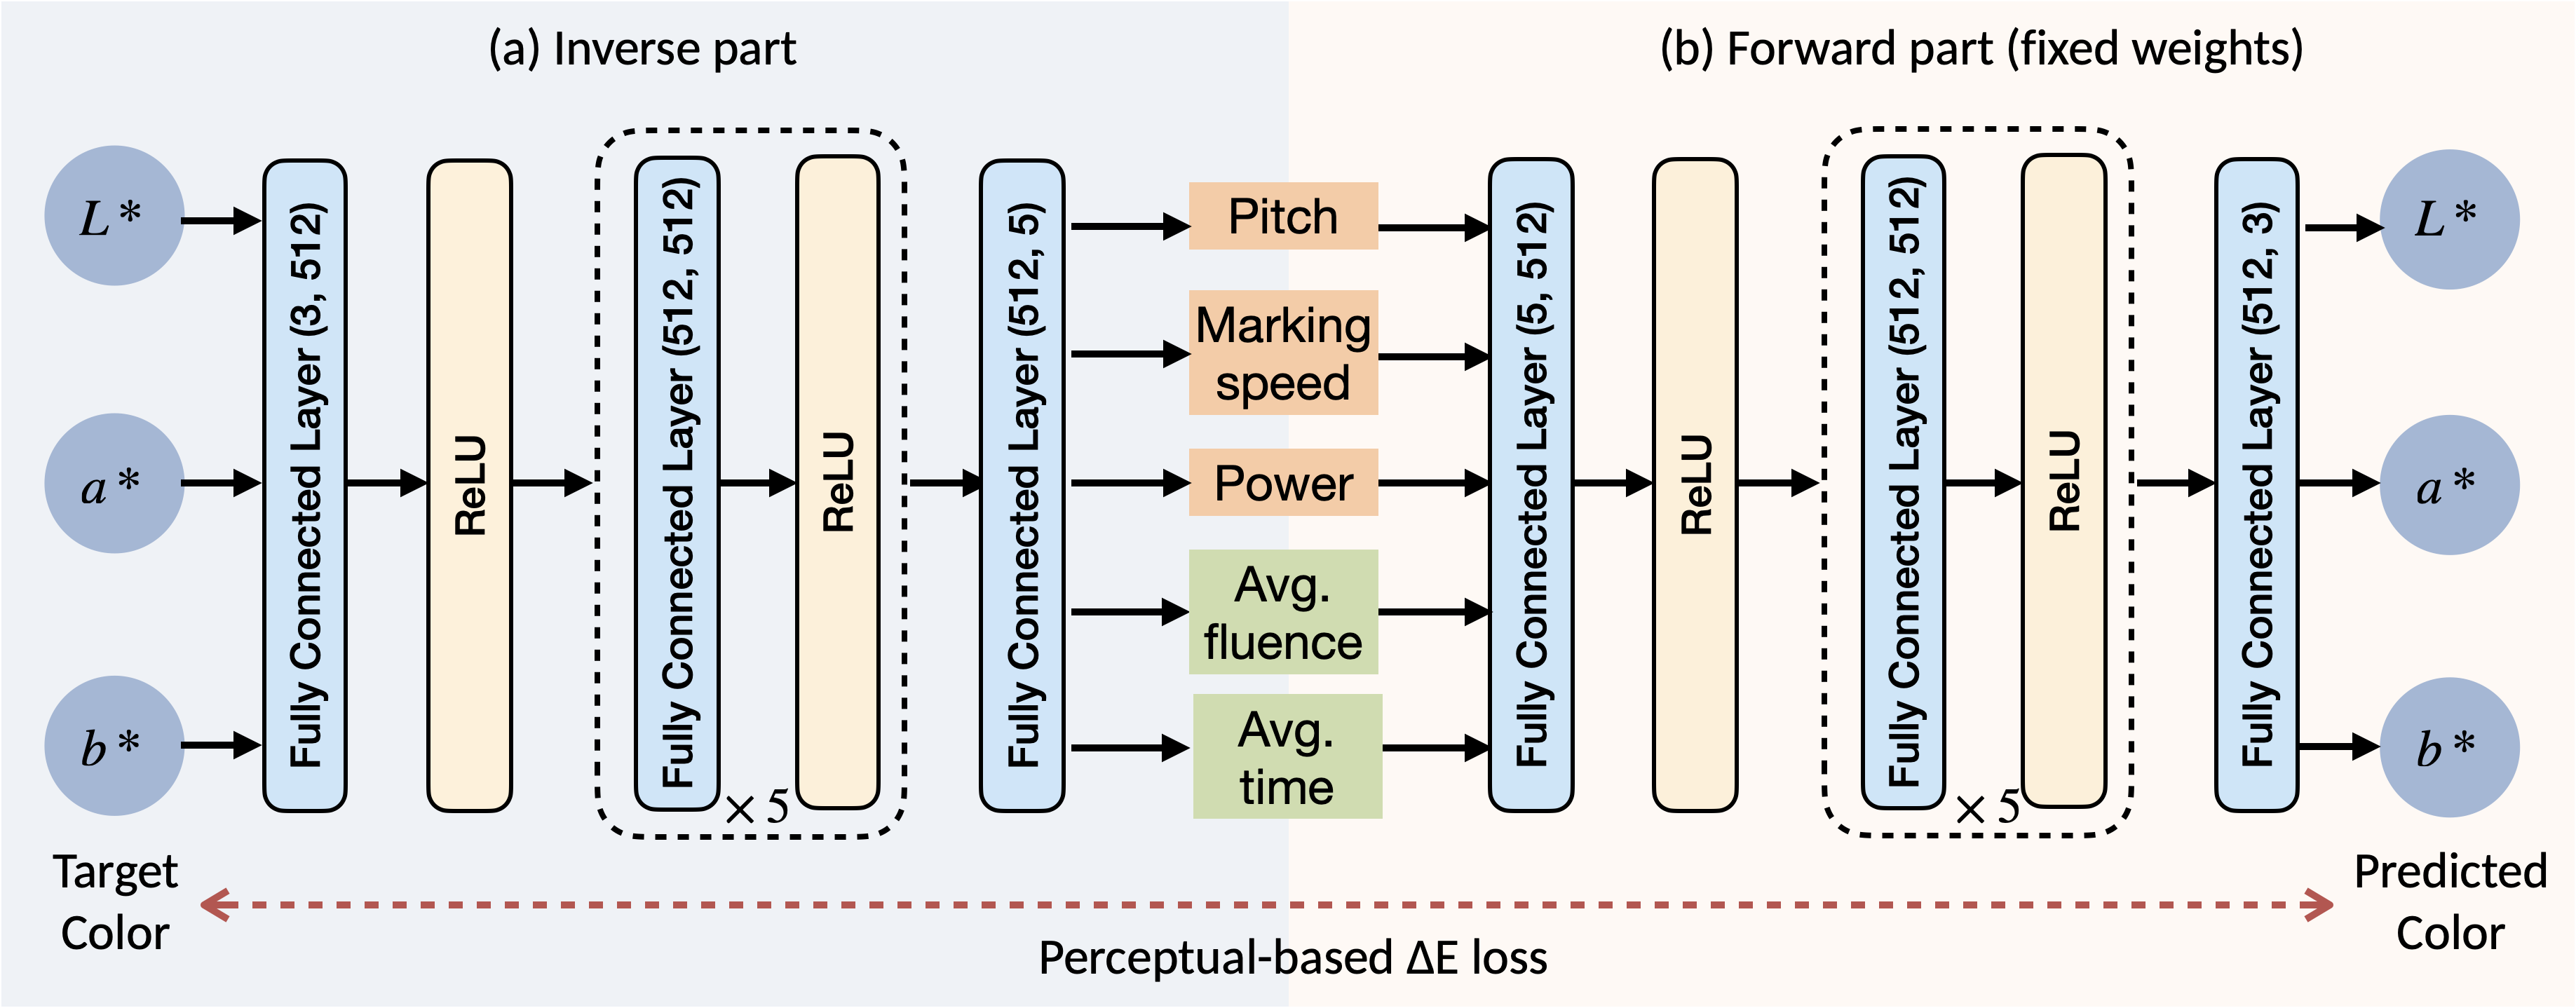 (a) Inverse part
(b) Forward part (fixed weights)
L*
a*
b*
Fully Connected Layer (3, 512)
ReLU
Fully Connected Layer (512, 512)
ReLU
× 5
Fully Connected Layer (512, 5)
Pitch
Marking
speed
Power
Avg.
fluence
Avg.
time
Fully Connected Layer (5, 512)
ReLU
Fully Connected Layer (512, 512)
ReLU
× 5
Fully Connected Layer (512, 3)
L*
a*
b*
Target
Color
Predicted
Color
Perceptual-based ΔE loss